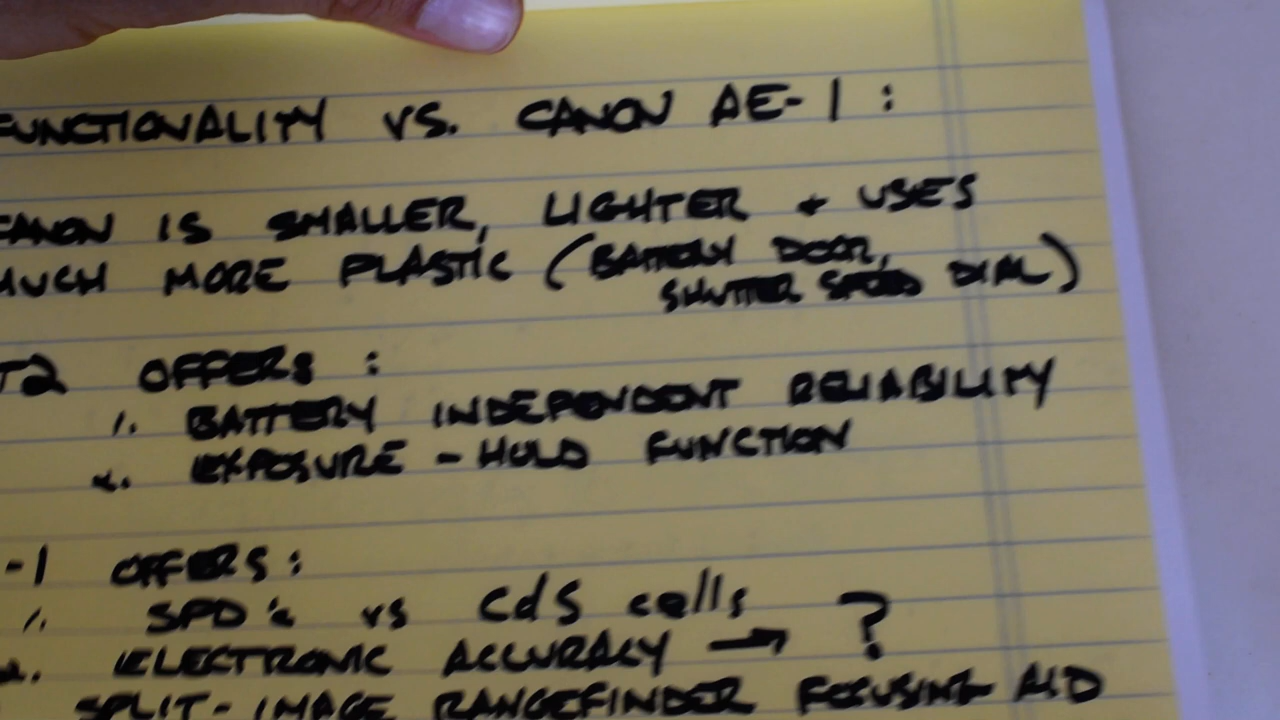 FUNCTIONALITY VS. CANON AE-1 :
CANON IS SMALLER, LIGHTER + USES
MUCH MORE PLASTIC (BATTERY DOOR,
SHUTTER SPEED DIAL)
T2 OFFERS :
1. BATTERY INDEPENDENT RELIABILITY
2. EXPOSURE - HOLD FUNCTION
-1 OFFERS :
1. SPD's vs CdS cells
2. ELECTRONIC ACCURACY → ?
SPLIT-IMAGE RANGEFINDER FOCUSING AID